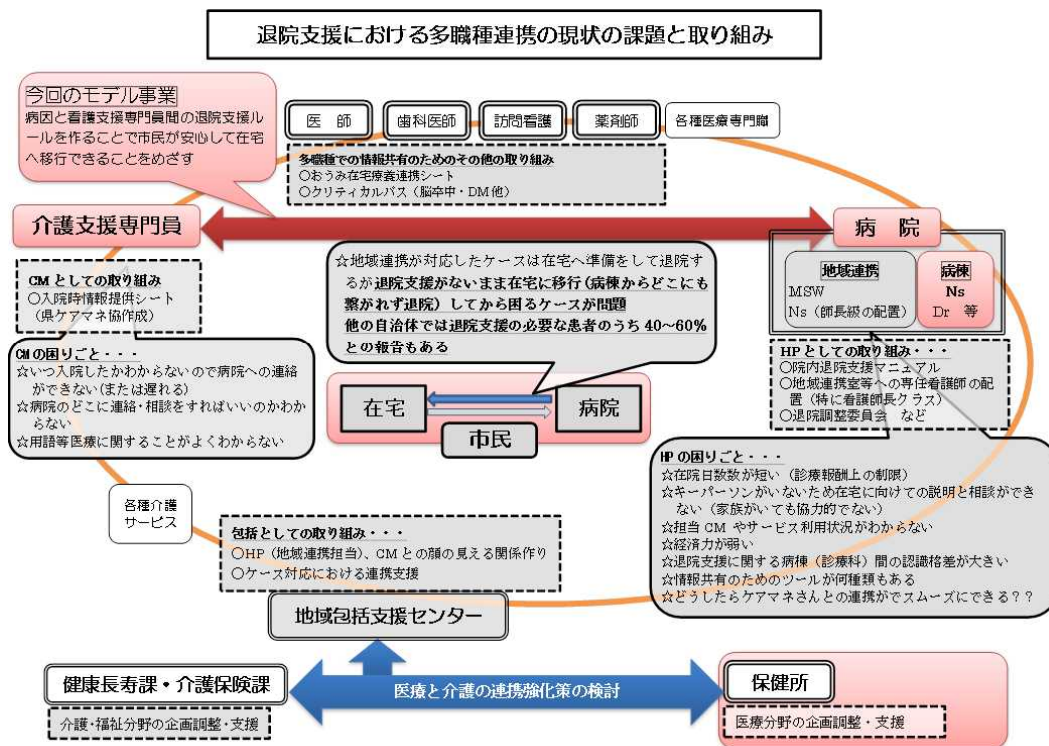 退院支援における多職種連携の現状の課題と取り組み
今回のモデル事業
病因と看護支援専門員間の退院支援ル
ールを作ることで市民が安心して在宅
へ移行できることをめざす
医 師
歯科医師
訪問看護
薬剤師
各種医療専門職
多職種での情報共有のためのその他の取り組み
○おうみ在宅療養連携シート
○クリティカルパス（脳卒中・DM他）
介護支援専門員
病 院
CMとしての取り組み
○入院時情報提供シート
（県ケアマネ協作成）
☆地域連携が対応したケースは在宅へ準備をして退院す
るが退院支援がないまま在宅に移行(病棟からどこにも
繋がれず退院)してから困るケースが問題
他の自治体では退院支援の必要な患者のうち40～60%
との報告もある
地域連携
MSW
Ns（師長級の配置）
病棟
Ns
Dr 等
CMの困りごと・・・
☆いつ入院したかわからないので病院への連絡
ができない(または遅れる)
☆病院のどこに連絡・相談をすればいいのかわか
らない
☆用語等医療に関することがよくわからない
HPとしての取り組み・・・
○院内退院支援マニュアル
○地域連携室等への専任看護師の配
置（特に看護師長クラス）
○退院調整委員会 など
在宅
病院
市民
HPの困りごと・・・
☆在院日数数が短い（診療報酬上の制限）
☆キーパーソンがいないため在宅に向けての説明と相談ができ
ない（家族がいても協力的でない）
☆担当CMやサービス利用状況がわからない
☆経済力が弱い
☆退院支援に関する病棟（診療科）間の認識格差が大きい
☆情報共有のためのツールが何種類もある
☆どうしたらケアマネさんとの連携がでスムーズにできる？？
各種介護
サービス
包括としての取り組み・・・
○HP（地域連携担当）、CMとの顔の見える関係作り
○ケース対応における連携支援
地域包括支援センター
健康長寿課・介護保険課
医療と介護の連携強化策の検討
保健所
介護・福祉分野の企画調整・支援
医療分野の企画調整・支援